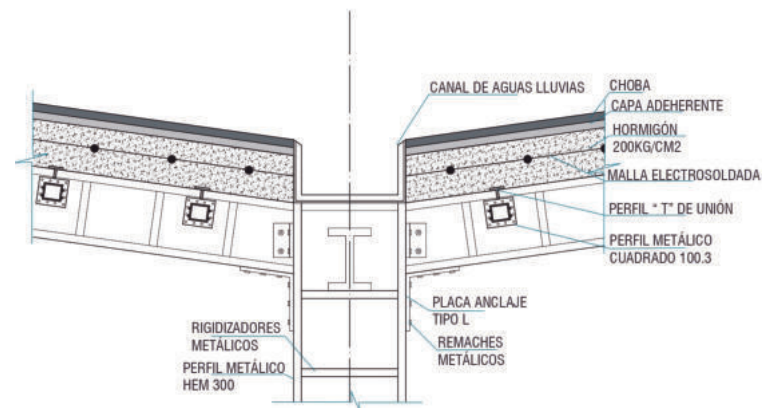 CANAL DE AGUAS LLUVIAS
CHOBA
CAPA ADEHERENTE
HORMIGÓN
200KG/CM2
MALLA ELECTROSOLDADA
PERFIL “ T” DE UNIÓN
PERFIL METÁLICO
CUADRADO 100.3
PLACA ANCLAJE
TIPO L
REMACHES
METÁLICOS
RIGIDIZADORES
METÁLICOS
PERFIL METÁLICO
HEM 300